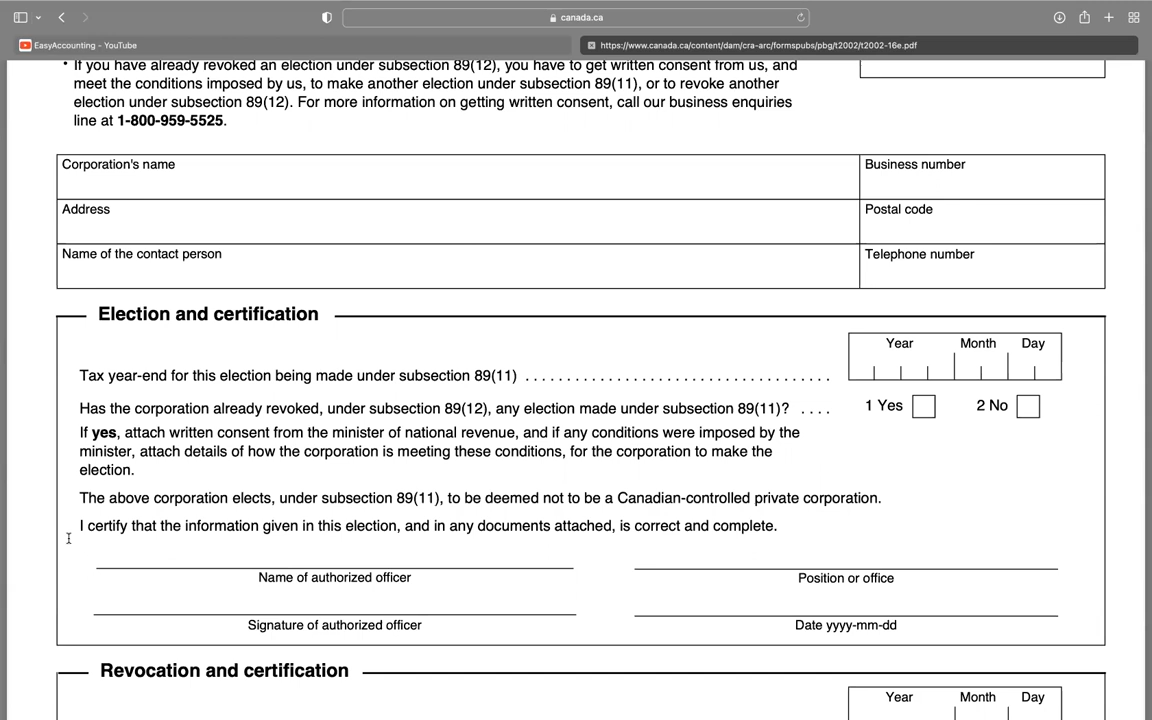 canada.ca
EasyAccounting - YouTube
https://www.canada.ca/content/dam/cra-arc/formspubs/pbg/t2002/t2002-16e.pdf
• If you have already revoked an election under subsection 89(12), you have to get written consent from us, and
meet the conditions imposed by us, to make another election under subsection 89(11), or to revoke another
election under subsection 89(12). For more information on getting written consent, call our business enquiries
line at 1-800-959-5525.
Corporation's name
Business number
Address
Postal code
Name of the contact person
Telephone number
Election and certification
Year Month Day
Tax year-end for this election being made under subsection 89(11) . . . . . . . . . . . . . . . . . . . . . . . . . . . . . . . . . . . . .
Has the corporation already revoked, under subsection 89(12), any election made under subsection 89(11)? . . . . 1 Yes 2 No
If yes, attach written consent from the minister of national revenue, and if any conditions were imposed by the
minister, attach details of how the corporation is meeting these conditions, for the corporation to make the
election.
The above corporation elects, under subsection 89(11), to be deemed not to be a Canadian-controlled private corporation.
I certify that the information given in this election, and in any documents attached, is correct and complete.
Name of authorized officer
Position or office
Signature of authorized officer
Date yyyy-mm-dd
Revocation and certification
Year Month Day